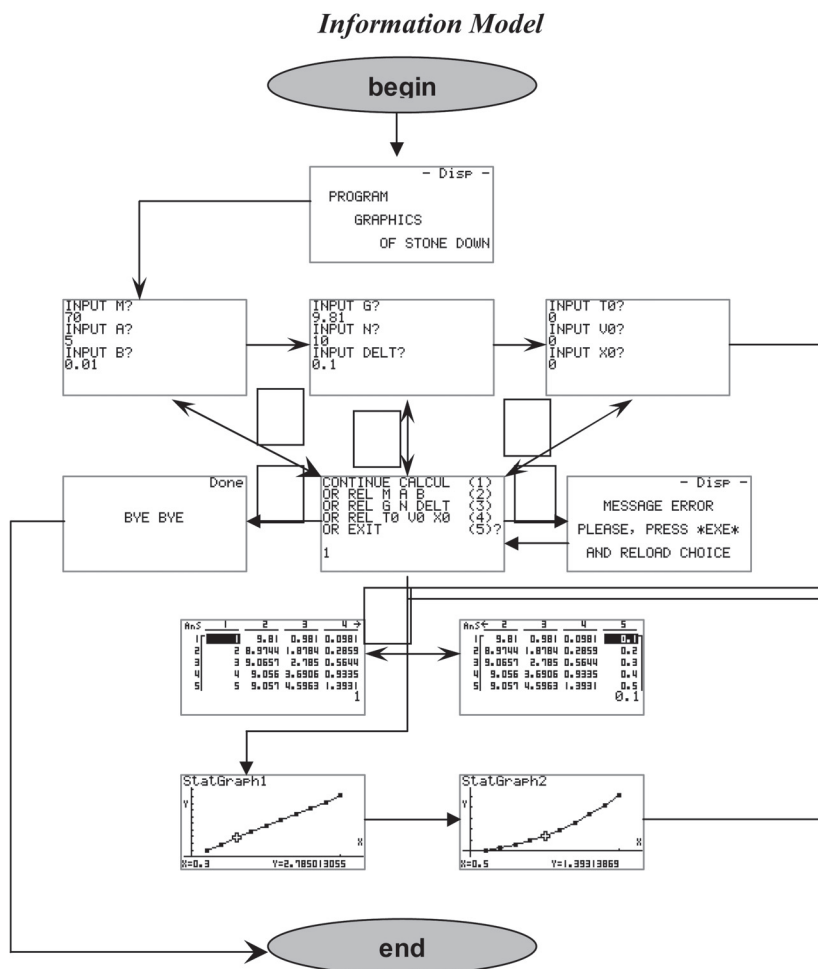 Information Model
begin
- Disp -
PROGRAM
GRAPHICS
OF STONE DOWN
INPUT M?
70
INPUT A?
5
INPUT B?
0.01
INPUT G?
9.81
INPUT N?
10
INPUT DELT?
0.1
INPUT T0?
0
INPUT V0?
0
INPUT X0?
0
Done
BYE BYE
CONTINUE CALCUL (1)
OR REL M A B (2)
OR REL G N DELT (3)
OR REL T0 V0 X0 (4)
OR EXIT (5)?
1
- Disp -
MESSAGE ERROR
PLEASE, PRESS *EXE*
AND RELOAD CHOICE
Ans 1 2 3 4 →
1 1 9.81 0.981 0.0981
2 2 8.9744 1.8784 0.2859
3 3 9.0657 2.785 0.5644
4 4 9.056 3.6906 0.9335
5 5 9.057 4.5963 1.3931
1
Ans ← 2 3 4 5
1 9.81 0.981 0.0981 0.1
2 8.9744 1.8784 0.2859 0.2
3 9.0657 2.785 0.5644 0.3
4 9.056 3.6906 0.9335 0.4
5 9.057 4.5963 1.3931 0.5
0.1
StatGraph1
Y
X
X=0.3 Y=2.785013055
StatGraph2
Y
X
X=0.5 Y=1.39313869
end